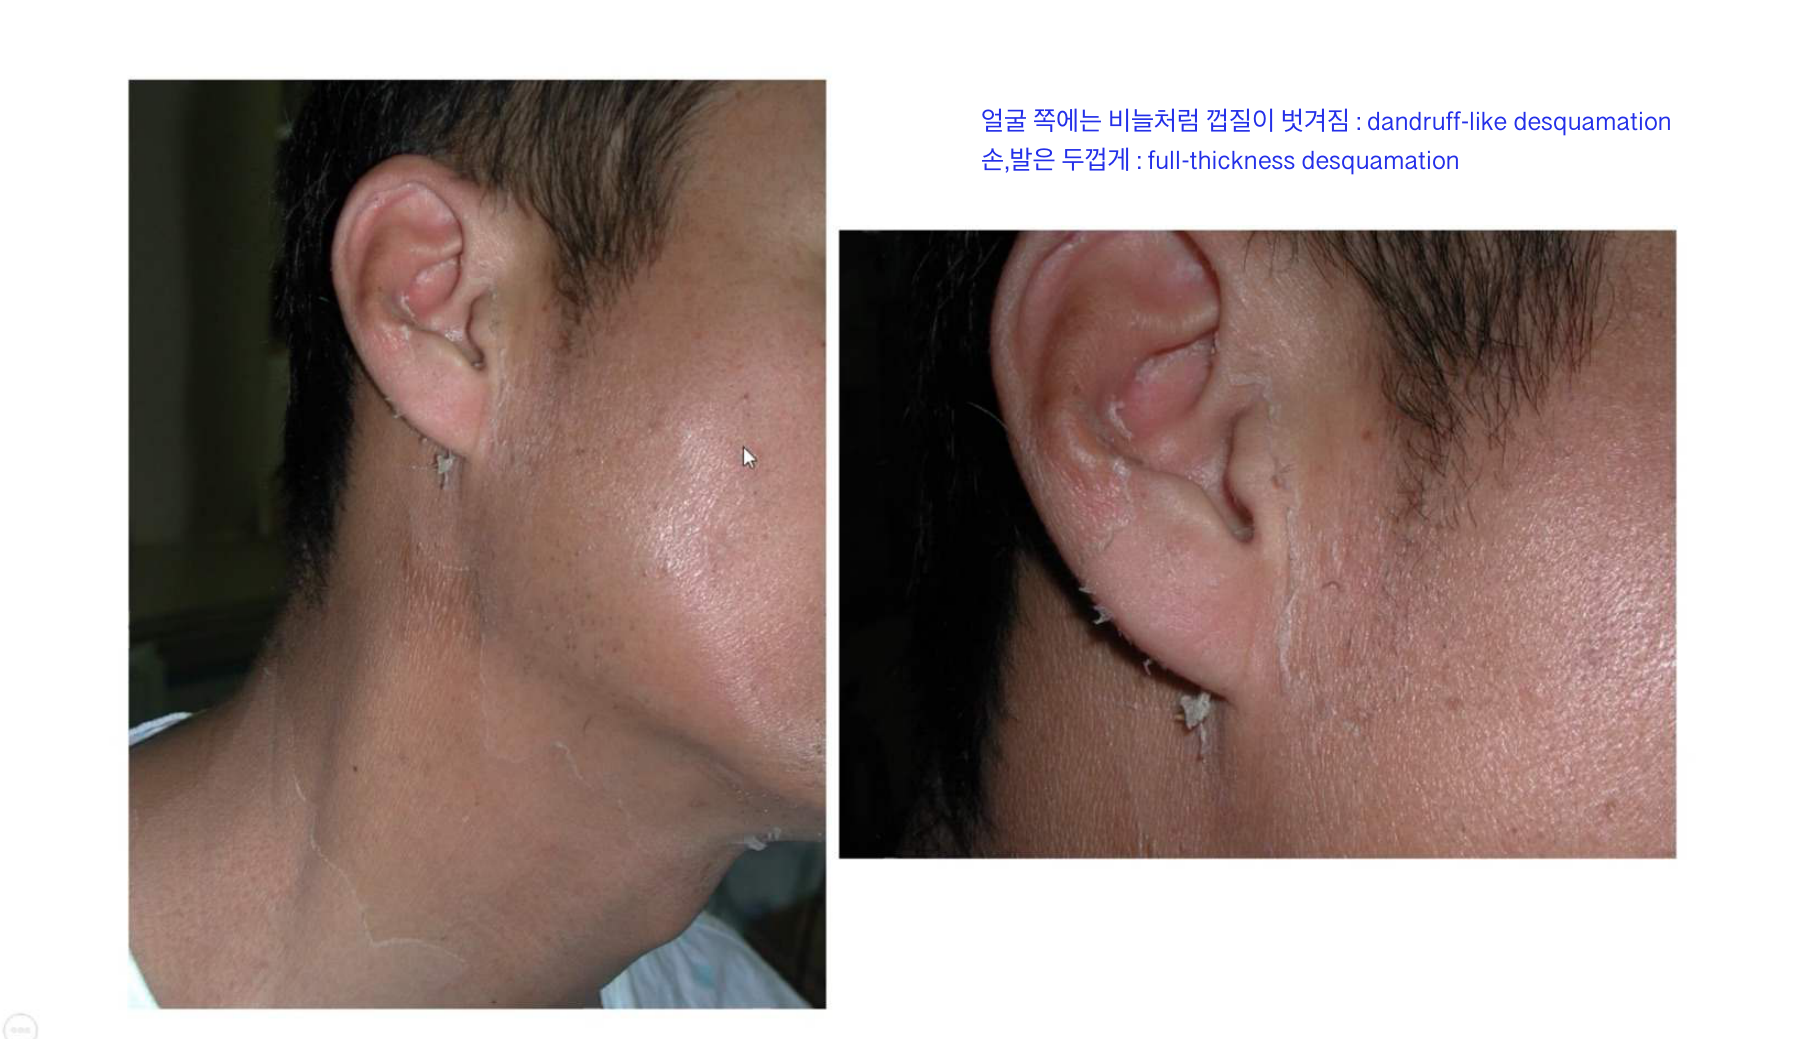 얼굴 쪽에는 비늘처럼 껍질이 벗겨짐 : dandruff-like desquamation
손,발은 두껍게 : full-thickness desquamation